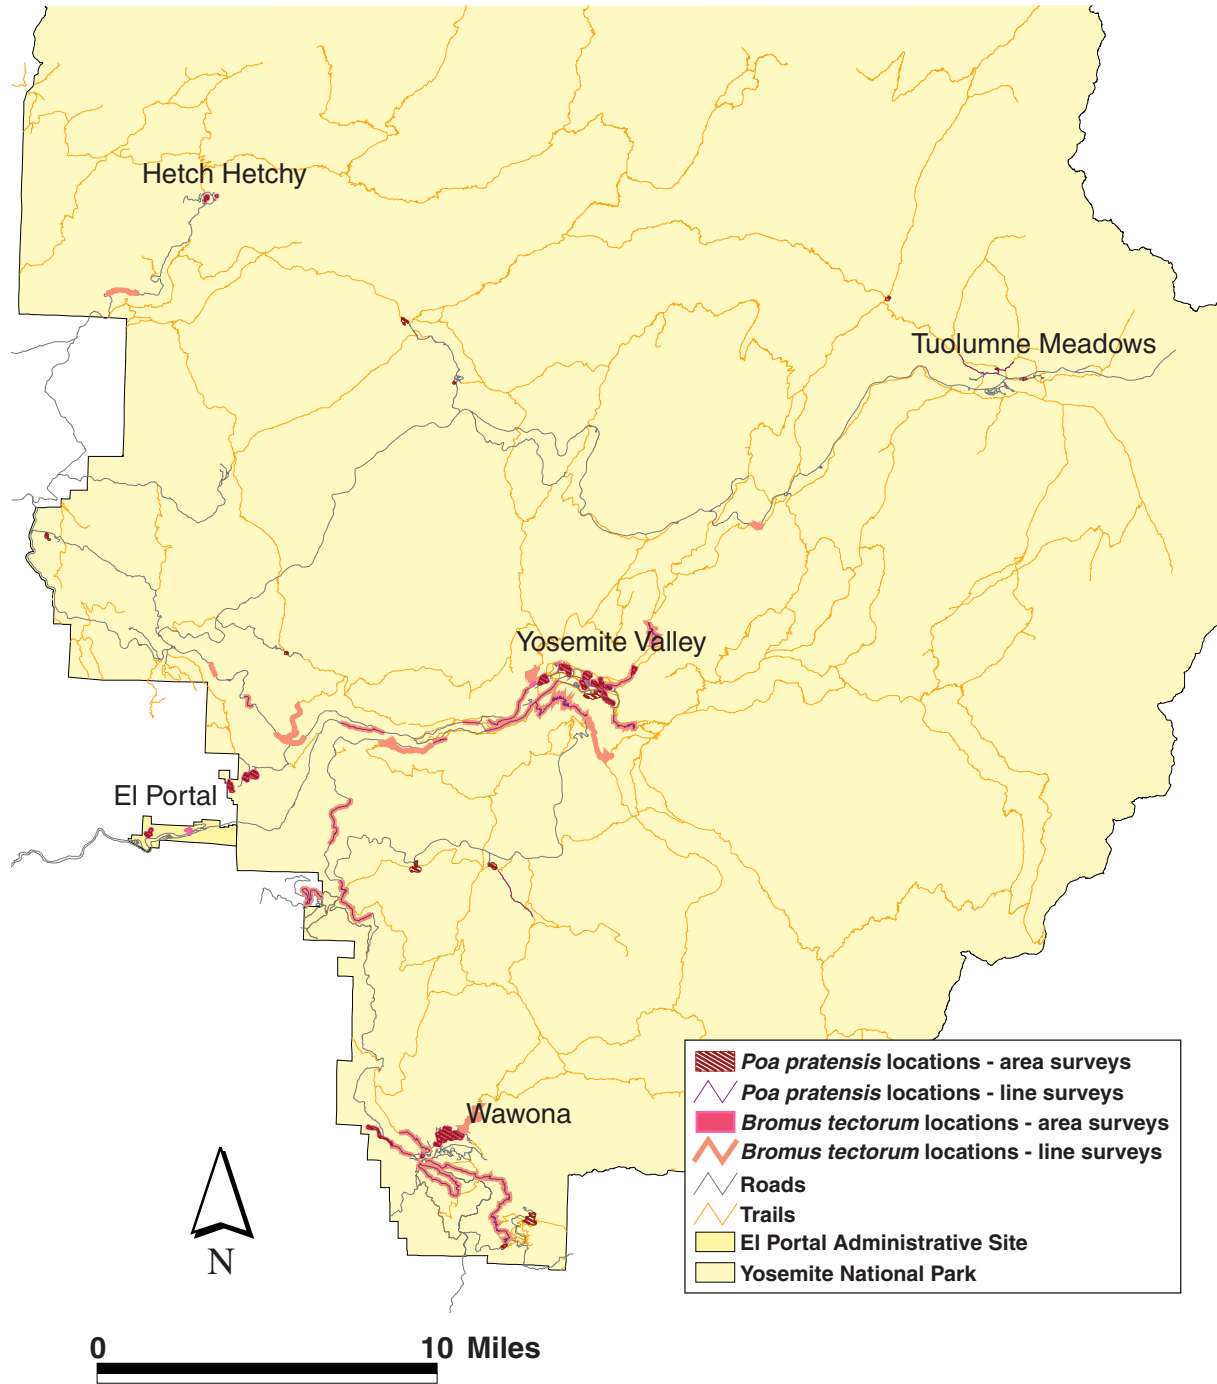 Hetch Hetchy
Tuolumne Meadows
Yosemite Valley
El Portal
Wawona
Poa pratensis locations - area surveys
Poa pratensis locations - line surveys
Bromus tectorum locations - area surveys
Bromus tectorum locations - line surveys
Roads
Trails
El Portal Administrative Site
Yosemite National Park
N
0 10 Miles